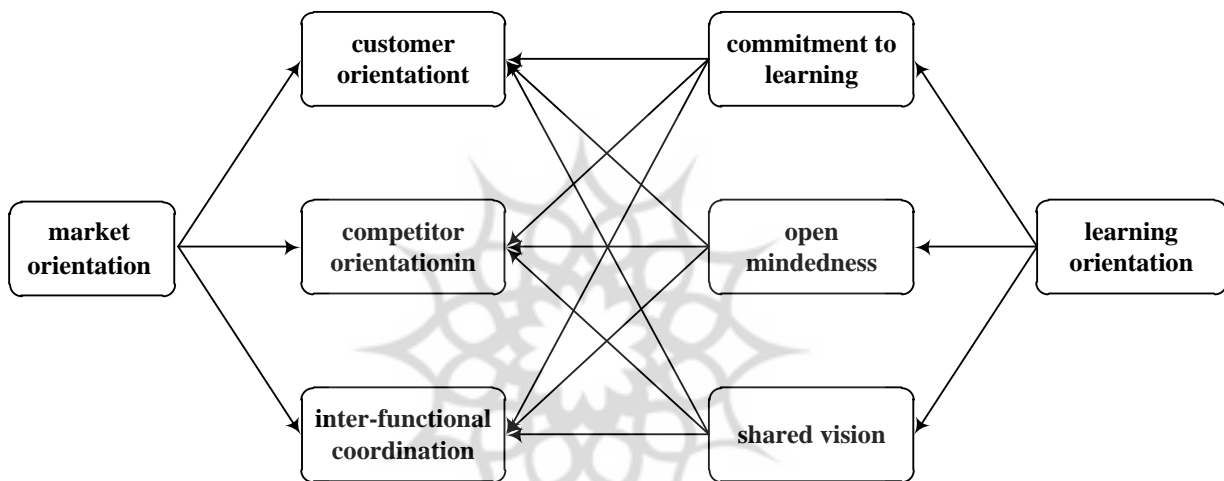 customer
orientationt
commitment to
learning
market
orientation
competitor
orientationin
open
mindedness
learning
orientation
inter-functional
coordination
shared vision